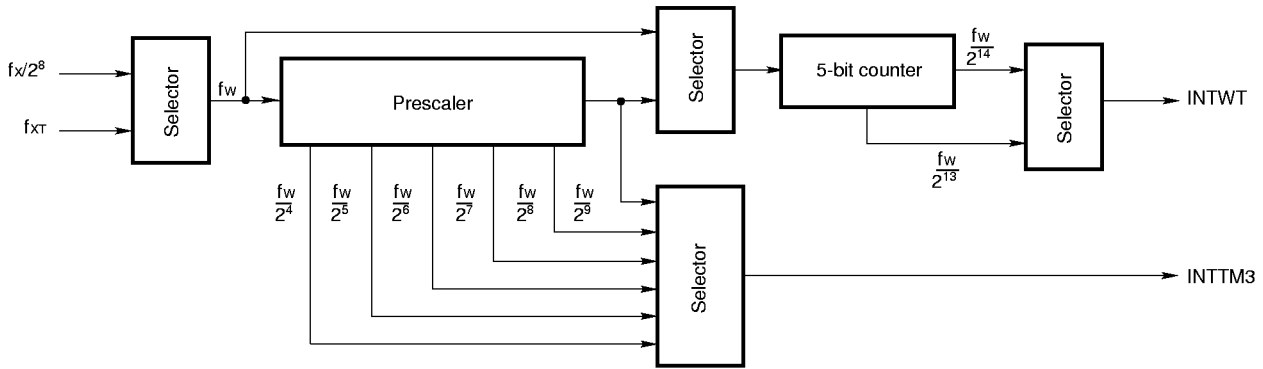 fX/2⁸
fXT
Selector
fW
Prescaler
fW/2⁴
fW/2⁵
fW/2⁶
fW/2⁷
fW/2⁸
fW/2⁹
Selector
5-bit counter
fW/2¹⁴
fW/2¹³
Selector
INTWT
Selector
INTTM3